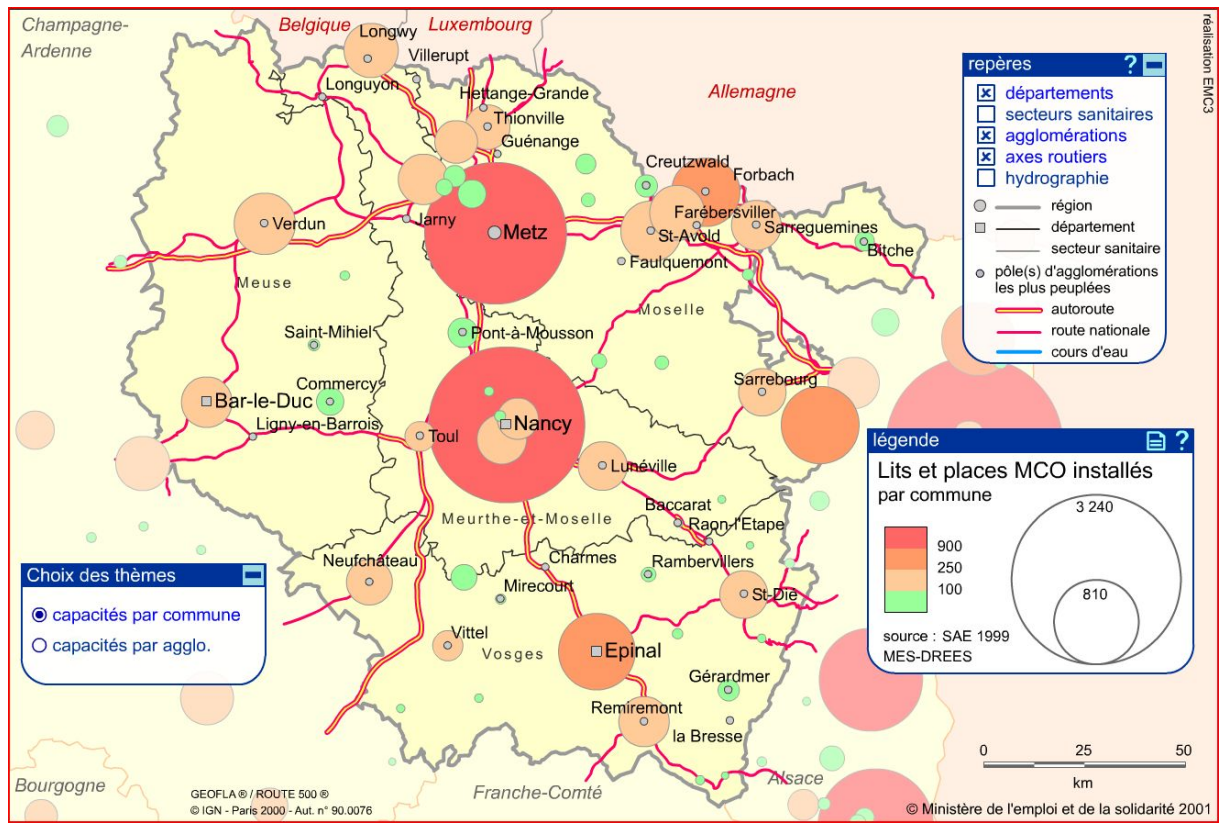 Champagne-
Ardenne
Belgique
Luxembourg
Allemagne
réalisation EMC3
Longwy
Villerupt
Longuyon
Hettange-Grande
Thionville
Guénange
Creutzwald
Forbach
Farébersviller
Sarreguemines
St-Avold
Bitche
Faulquemont
Verdun
Jarny
Metz
Meuse
Moselle
Saint-Mihiel
Pont-à-Mousson
Commercy
Bar-le-Duc
Ligny-en-Barrois
Toul
Nancy
Sarrebourg
Lunéville
Baccarat
Raon-l'Etape
Meurthe-et-Moselle
Neufchâteau
Charmes
Rambervillers
Mirecourt
St-Dié
Vittel
Vosges
Epinal
Gérardmer
Remiremont
la Bresse
Bourgogne
Franche-Comté
Alsace
repères ?
départements
secteurs sanitaires
agglomérations
axes routiers
hydrographie
région
département
secteur sanitaire
pôle(s) d'agglomérations
les plus peuplées
autoroute
route nationale
cours d'eau
légende ?
Lits et places MCO installés
par commune
900
250
100
3 240
810
source : SAE 1999
MES-DREES
Choix des thèmes
capacités par commune
capacités par agglo.
0 25 50
km
GEOFLA ® / ROUTE 500 ®
© IGN - Paris 2000 - Aut. n° 90.0076
© Ministère de l'emploi et de la solidarité 2001